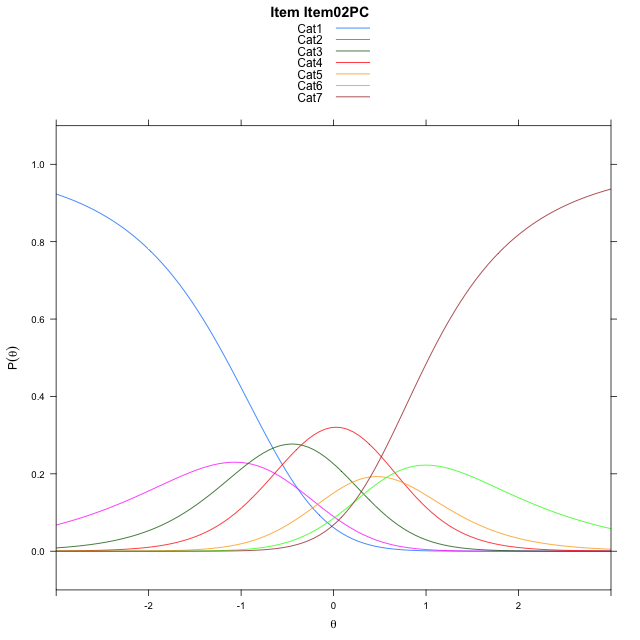 Item Item02PC
Cat1
Cat2
Cat3
Cat4
Cat5
Cat6
Cat7
1.0
0.8
0.6
0.4
0.2
0.0
P(θ)
-2 -1 0 1 2
θ